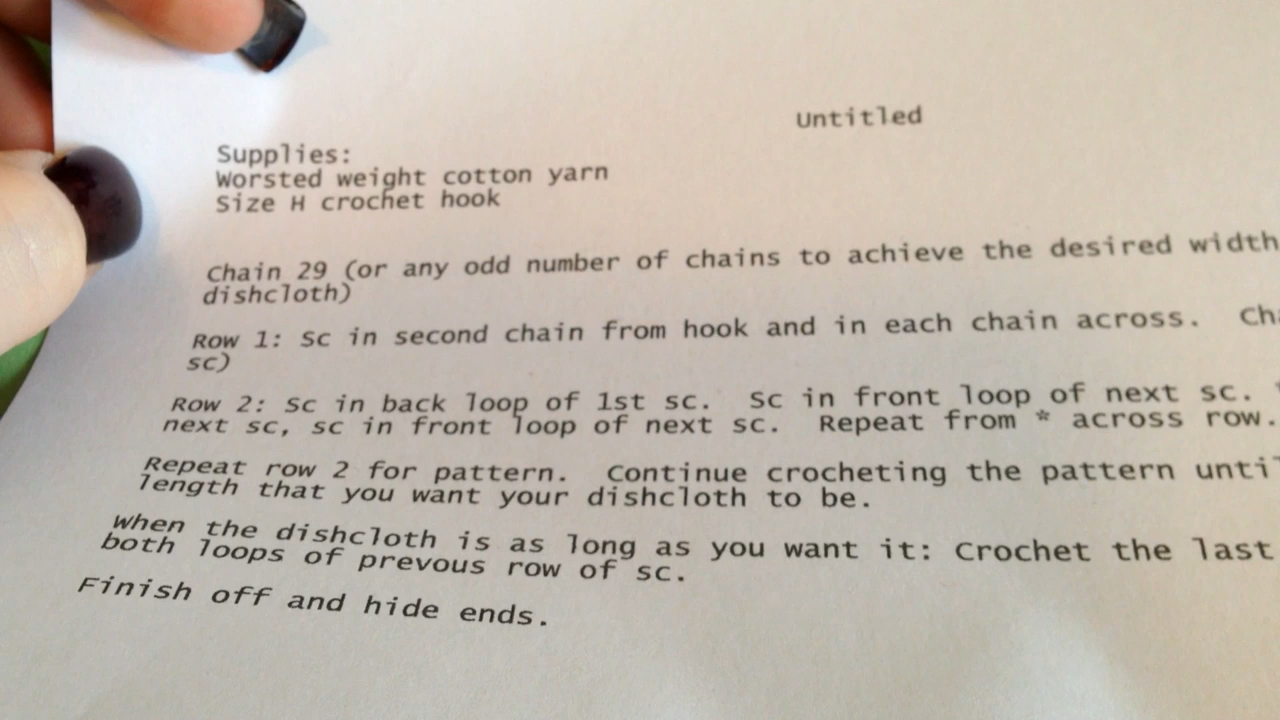 Untitled
Supplies:
Worsted weight cotton yarn
Size H crochet hook
Chain 29 (or any odd number of chains to achieve the desired width
dishcloth)
Row 1: Sc in second chain from hook and in each chain across.
sc)
Row 2: Sc in back loop of 1st sc. Sc in front loop of next sc.
next sc, sc in front loop of next sc. Repeat from * across row.
Repeat row 2 for pattern. Continue crocheting the pattern until
length that you want your dishcloth to be.
When the dishcloth is as long as you want it: Crochet the last
both loops of prevous row of sc.
Finish off and hide ends.